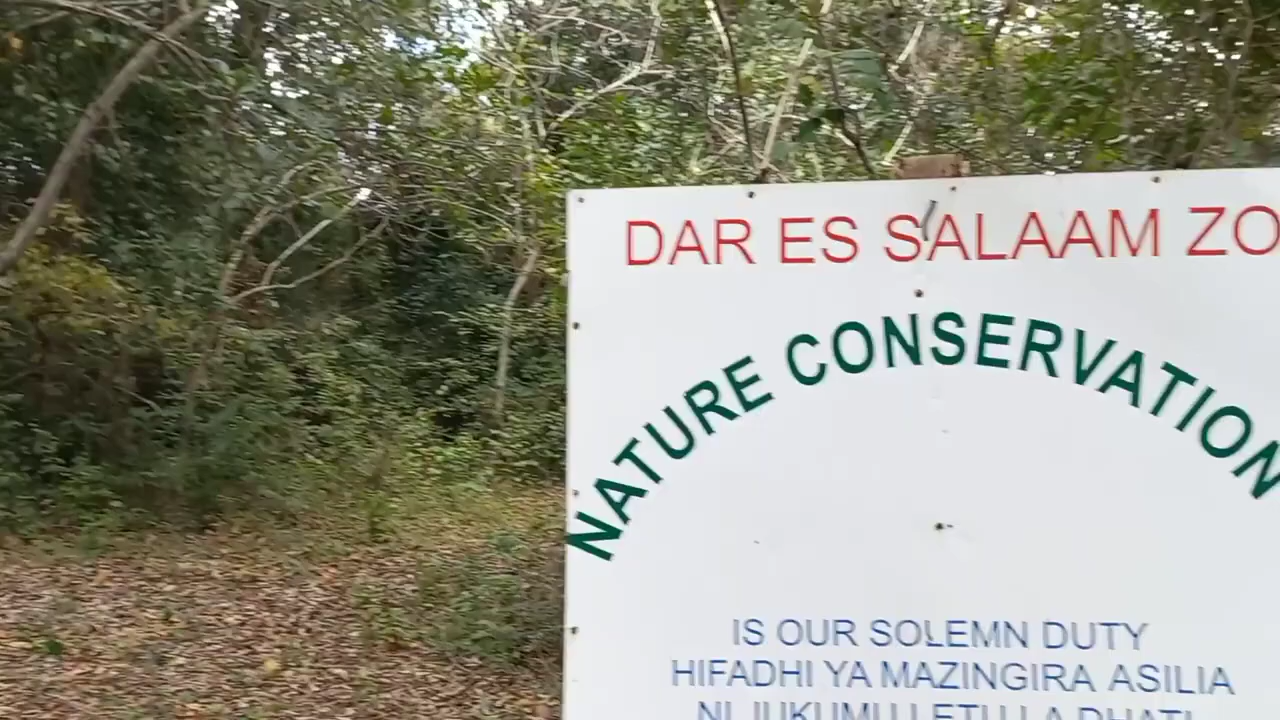 DAR ES SALAAM ZO
NATURE CONSERVATION
IS OUR SOLEMN DUTY
HIFADHI YA MAZINGIRA ASILIA
NI JUKUMU LETU LA DHATI